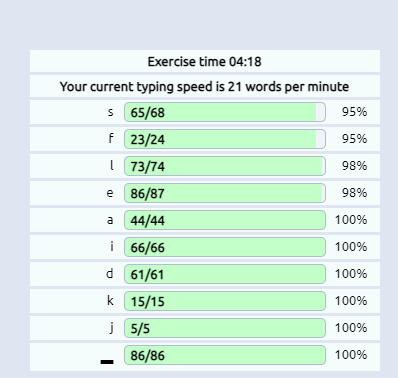 Exercise time 04:18
Your current typing speed is 21 words per minute
s 65/68 95%
f 23/24 95%
l 73/74 98%
e 86/87 98%
a 44/44 100%
i 66/66 100%
d 61/61 100%
k 15/15 100%
j 5/5 100%
▂ 86/86 100%